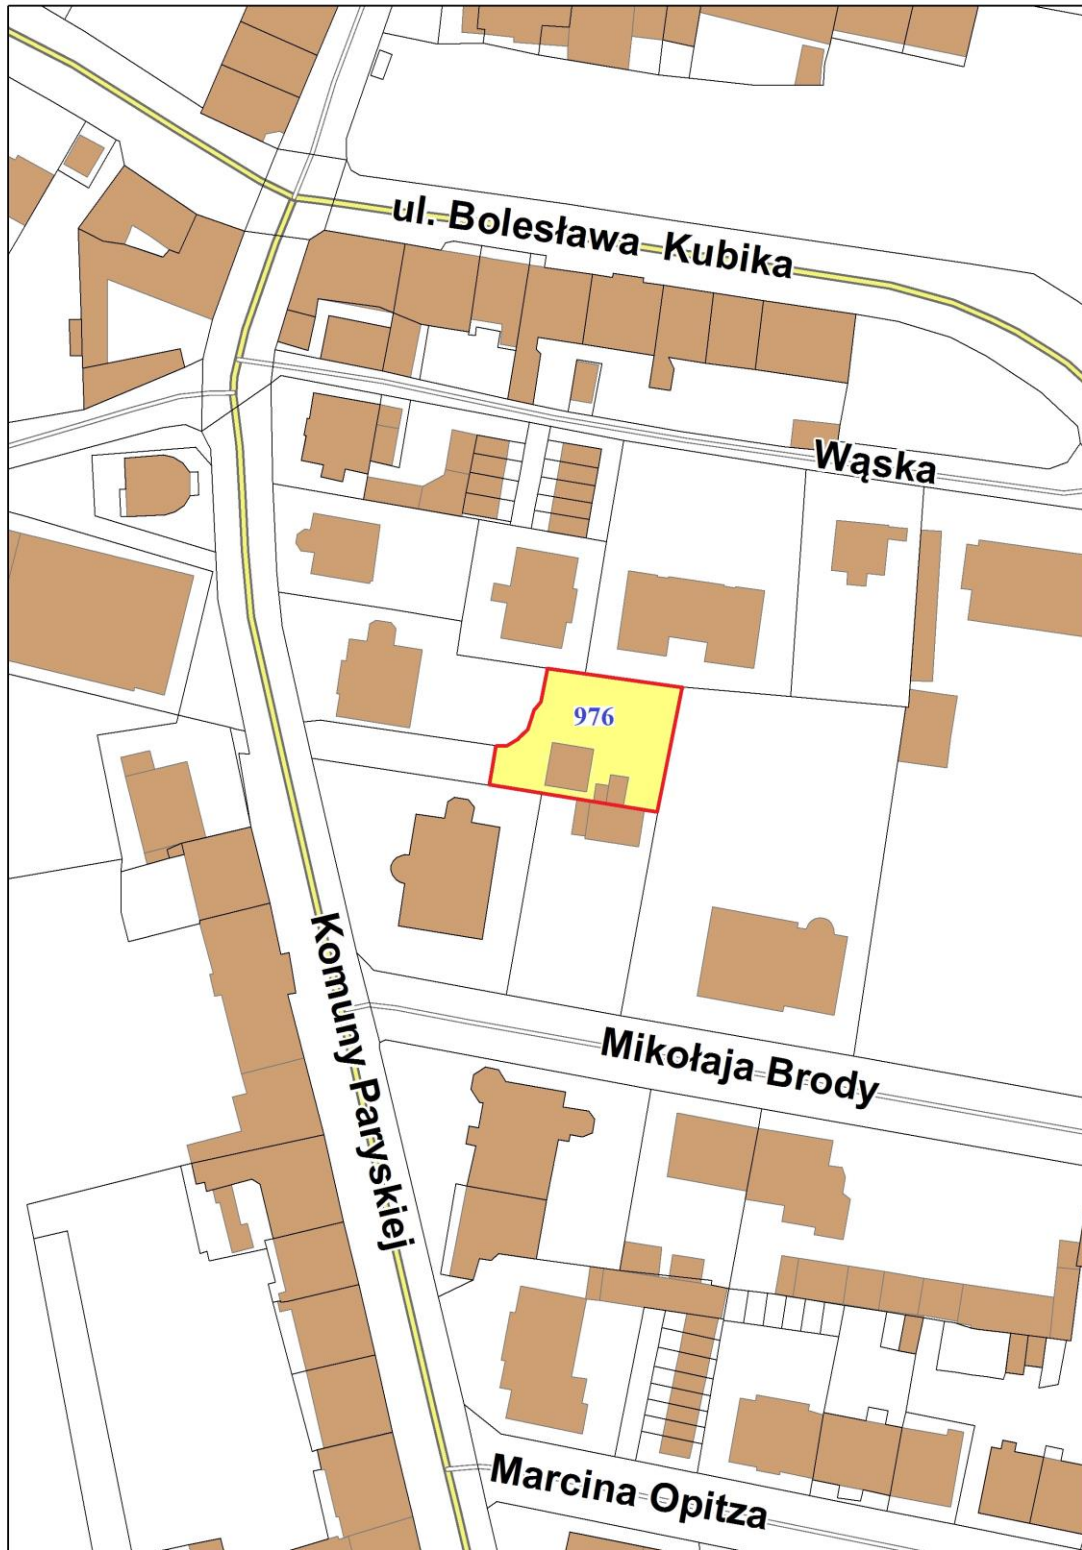 ul. Bolesława Kubika
Wąska
976
Komuny Paryskiej
Mikołaja Brody
Marcina Opitza